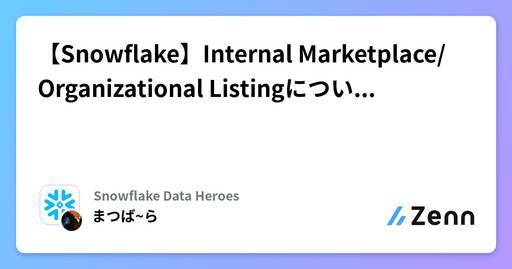 【Snowflake】Internal Marketplace/
Organizational Listingについ...
Snowflake Data Heroes
まつば~ら
Zenn